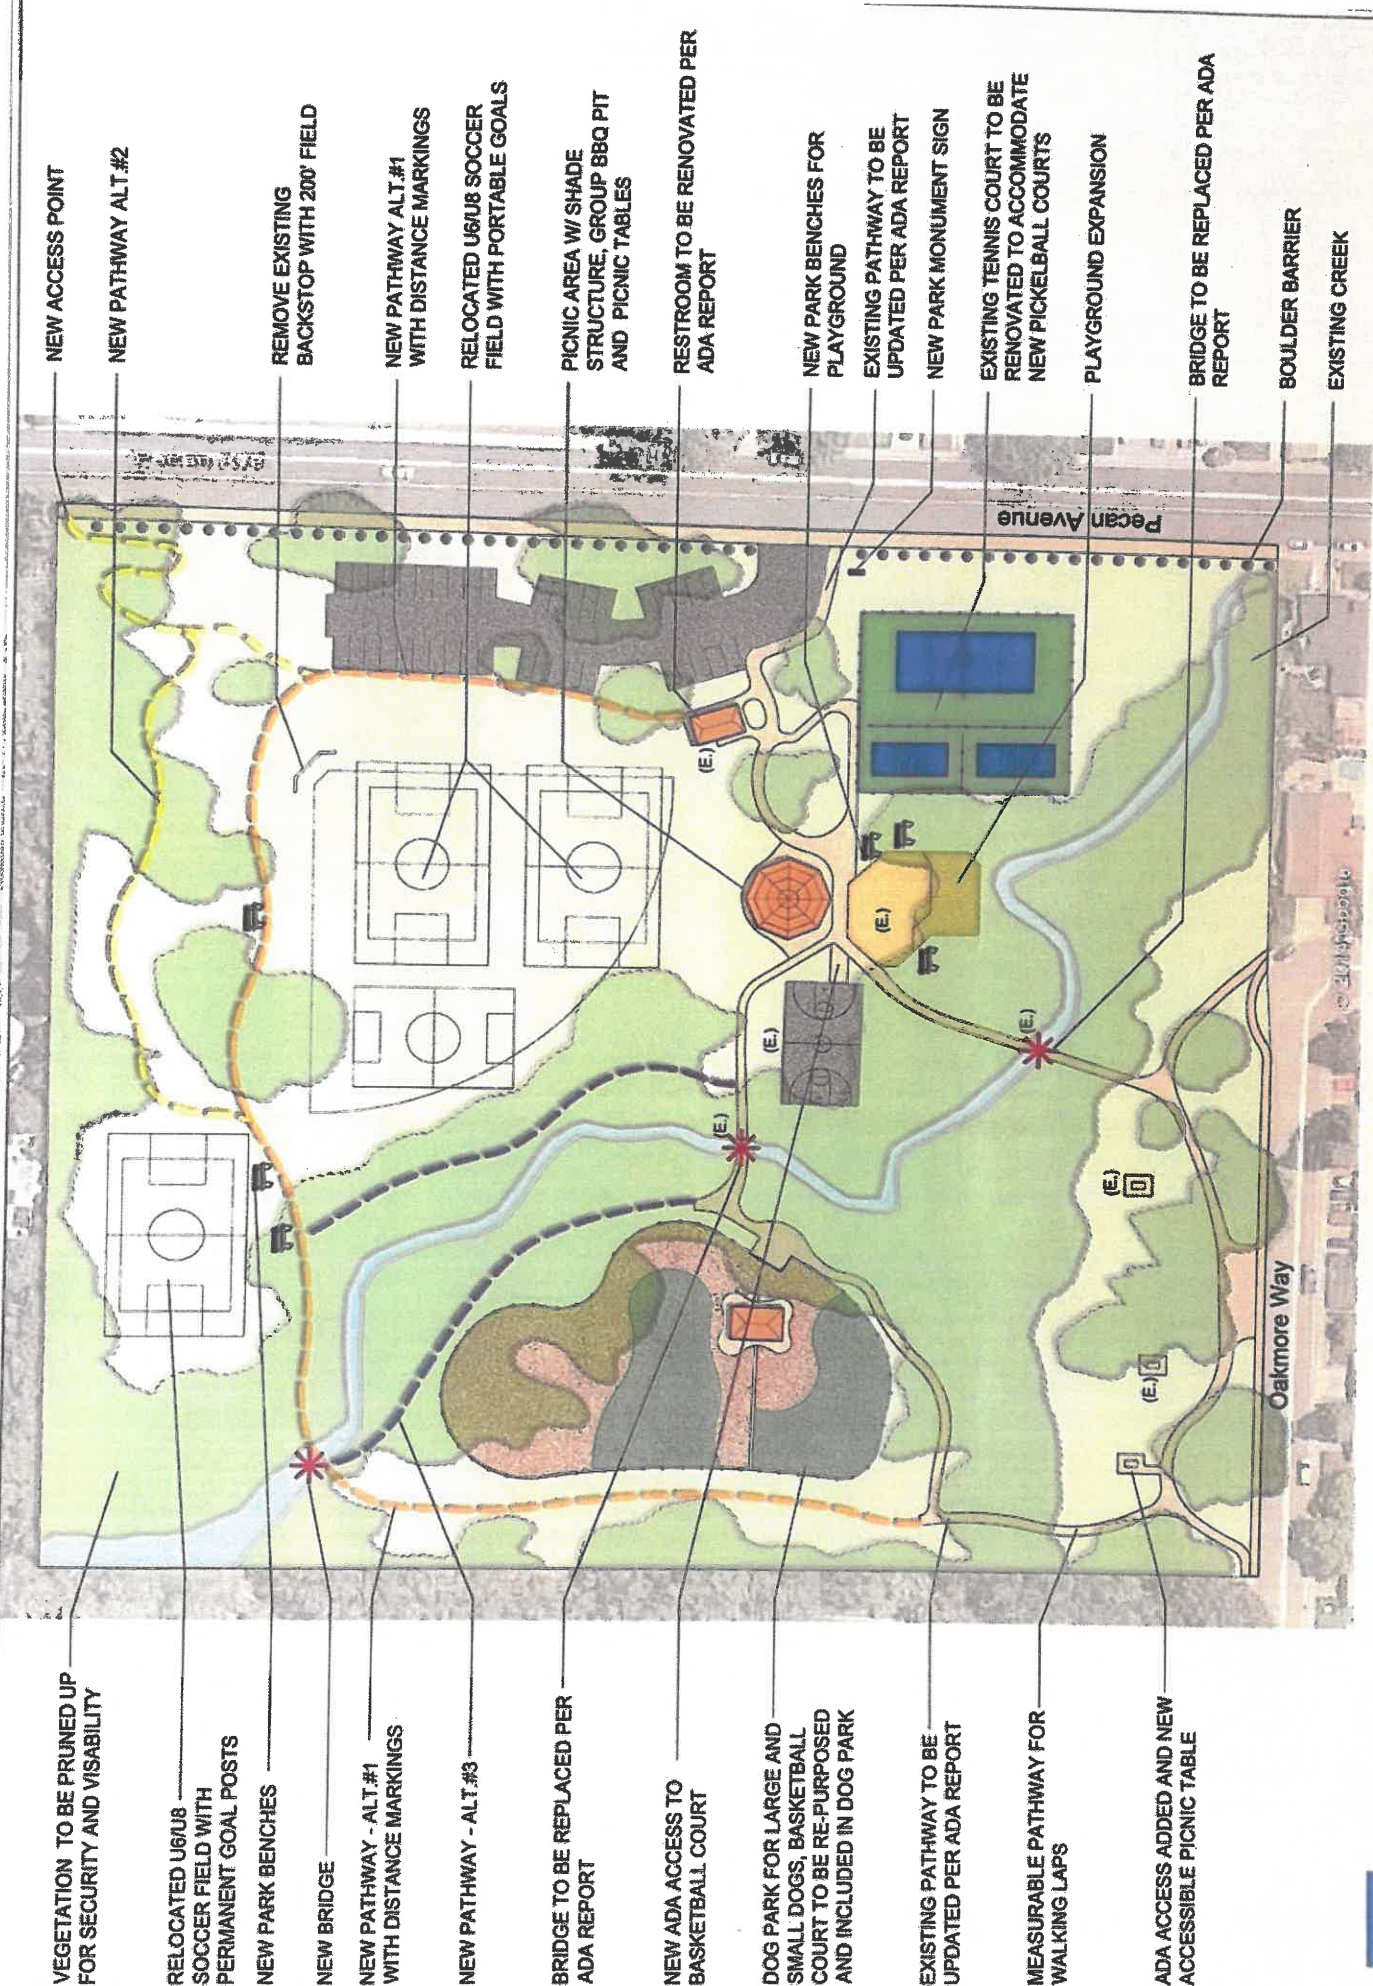 NEW ACCESS POINT
NEW PATHWAY ALT.#2
REMOVE EXISTING
BACKSTOP WITH 200' FIELD
NEW PATHWAY ALT.#1
WITH DISTANCE MARKINGS
RELOCATED U6/U8 SOCCER
FIELD WITH PORTABLE GOALS
PICNIC AREA W/ SHADE
STRUCTURE, GROUP BBQ PIT
AND PICNIC TABLES
RESTROOM TO BE RENOVATED PER
ADA REPORT
NEW PARK BENCHES FOR
PLAYGROUND
EXISTING PATHWAY TO BE
UPDATED PER ADA REPORT
NEW PARK MONUMENT SIGN
EXISTING TENNIS COURT TO BE
RENOVATED TO ACCOMMODATE
NEW PICKELBALL COURTS
PLAYGROUND EXPANSION
BRIDGE TO BE REPLACED PER ADA
REPORT
BOULDER BARRIER
EXISTING CREEK
Pecan Avenue
(E.)
(E.)
(E.)
(E.)
(E.)
(E.)
(E.)
Oakmore Way
VEGETATION TO BE PRUNED UP
FOR SECURITY AND VISABILITY
RELOCATED U6/U8
SOCCER FIELD WITH
PERMANENT GOAL POSTS
NEW PARK BENCHES
NEW BRIDGE
NEW PATHWAY - ALT.#1
WITH DISTANCE MARKINGS
NEW PATHWAY - ALT.#3
BRIDGE TO BE REPLACED PER
ADA REPORT
NEW ADA ACCESS TO
BASKETBALL COURT
DOG PARK FOR LARGE AND
SMALL DOGS, BASKETBALL
COURT TO BE RE-PURPOSED
AND INCLUDED IN DOG PARK
EXISTING PATHWAY TO BE
UPDATED PER ADA REPORT
MEASURABLE PATHWAY FOR
WALKING LAPS
ADA ACCESS ADDED AND NEW
ACCESSIBLE PICNIC TABLE